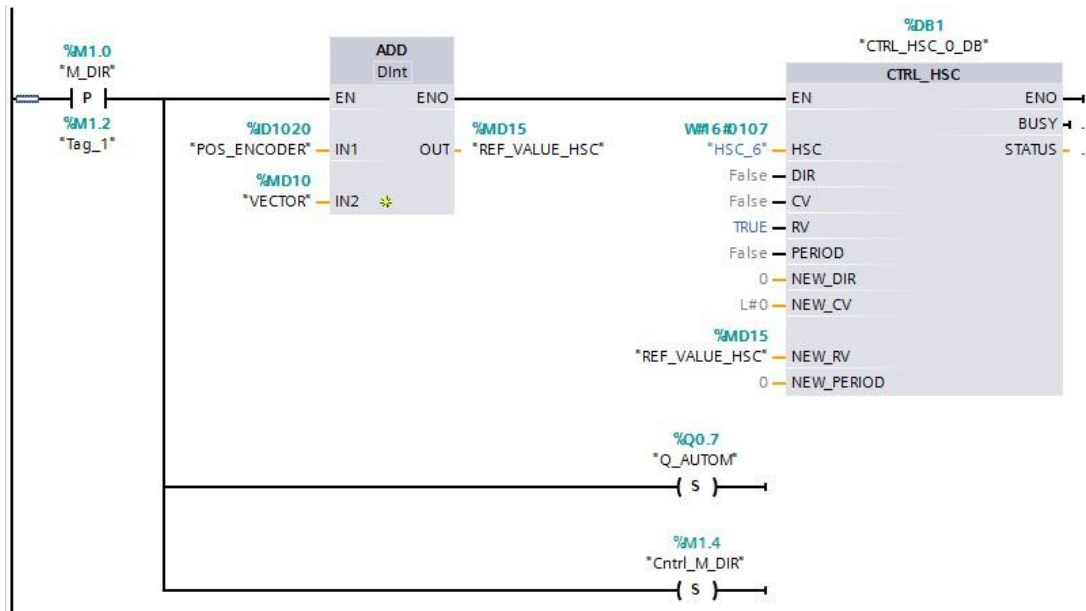 %M1.0
"M_DIR"
P
%M1.2
"Tag_1"
ADD
DInt
EN ENO
%ID1020
"POS_ENCODER" IN1
%MD10
"VECTOR" IN2
OUT
%MD15
"REF_VALUE_HSC"
%DB1
"CTRL_HSC_0_DB"
CTRL_HSC
EN ENO
BUSY
STATUS
W#16#0107
"HSC_6" HSC
False DIR
False CV
TRUE RV
False PERIOD
0 NEW_DIR
L#0 NEW_CV
%MD15
"REF_VALUE_HSC" NEW_RV
0 NEW_PERIOD
%Q0.7
"Q_AUTOM"
( S )
%M1.4
"Cntrl_M_DIR"
( S )